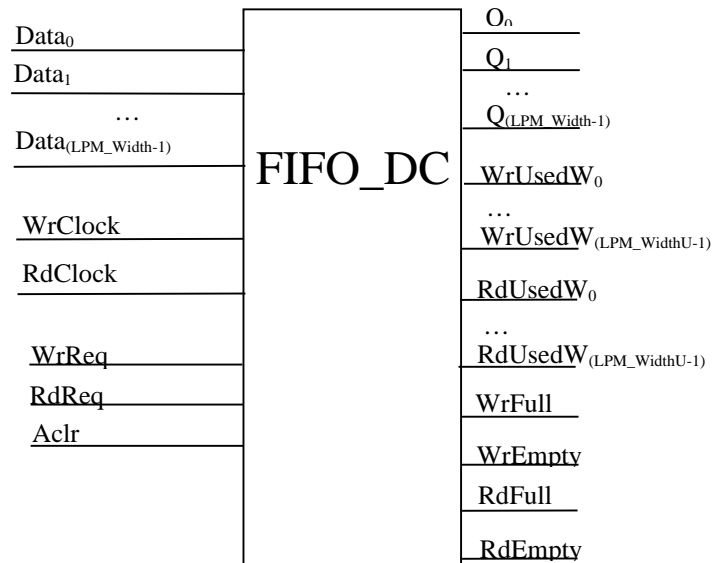 Data₀
Data₁
…
Data(LPM_Width-1)
WrClock
RdClock
WrReq
RdReq
Aclr
FIFO_DC
Q₀
Q₁
…
Q(LPM_Width-1)
WrUsedW₀
…
WrUsedW(LPM_WidthU-1)
RdUsedW₀
…
RdUsedW(LPM_WidthU-1)
WrFull
WrEmpty
RdFull
RdEmpty